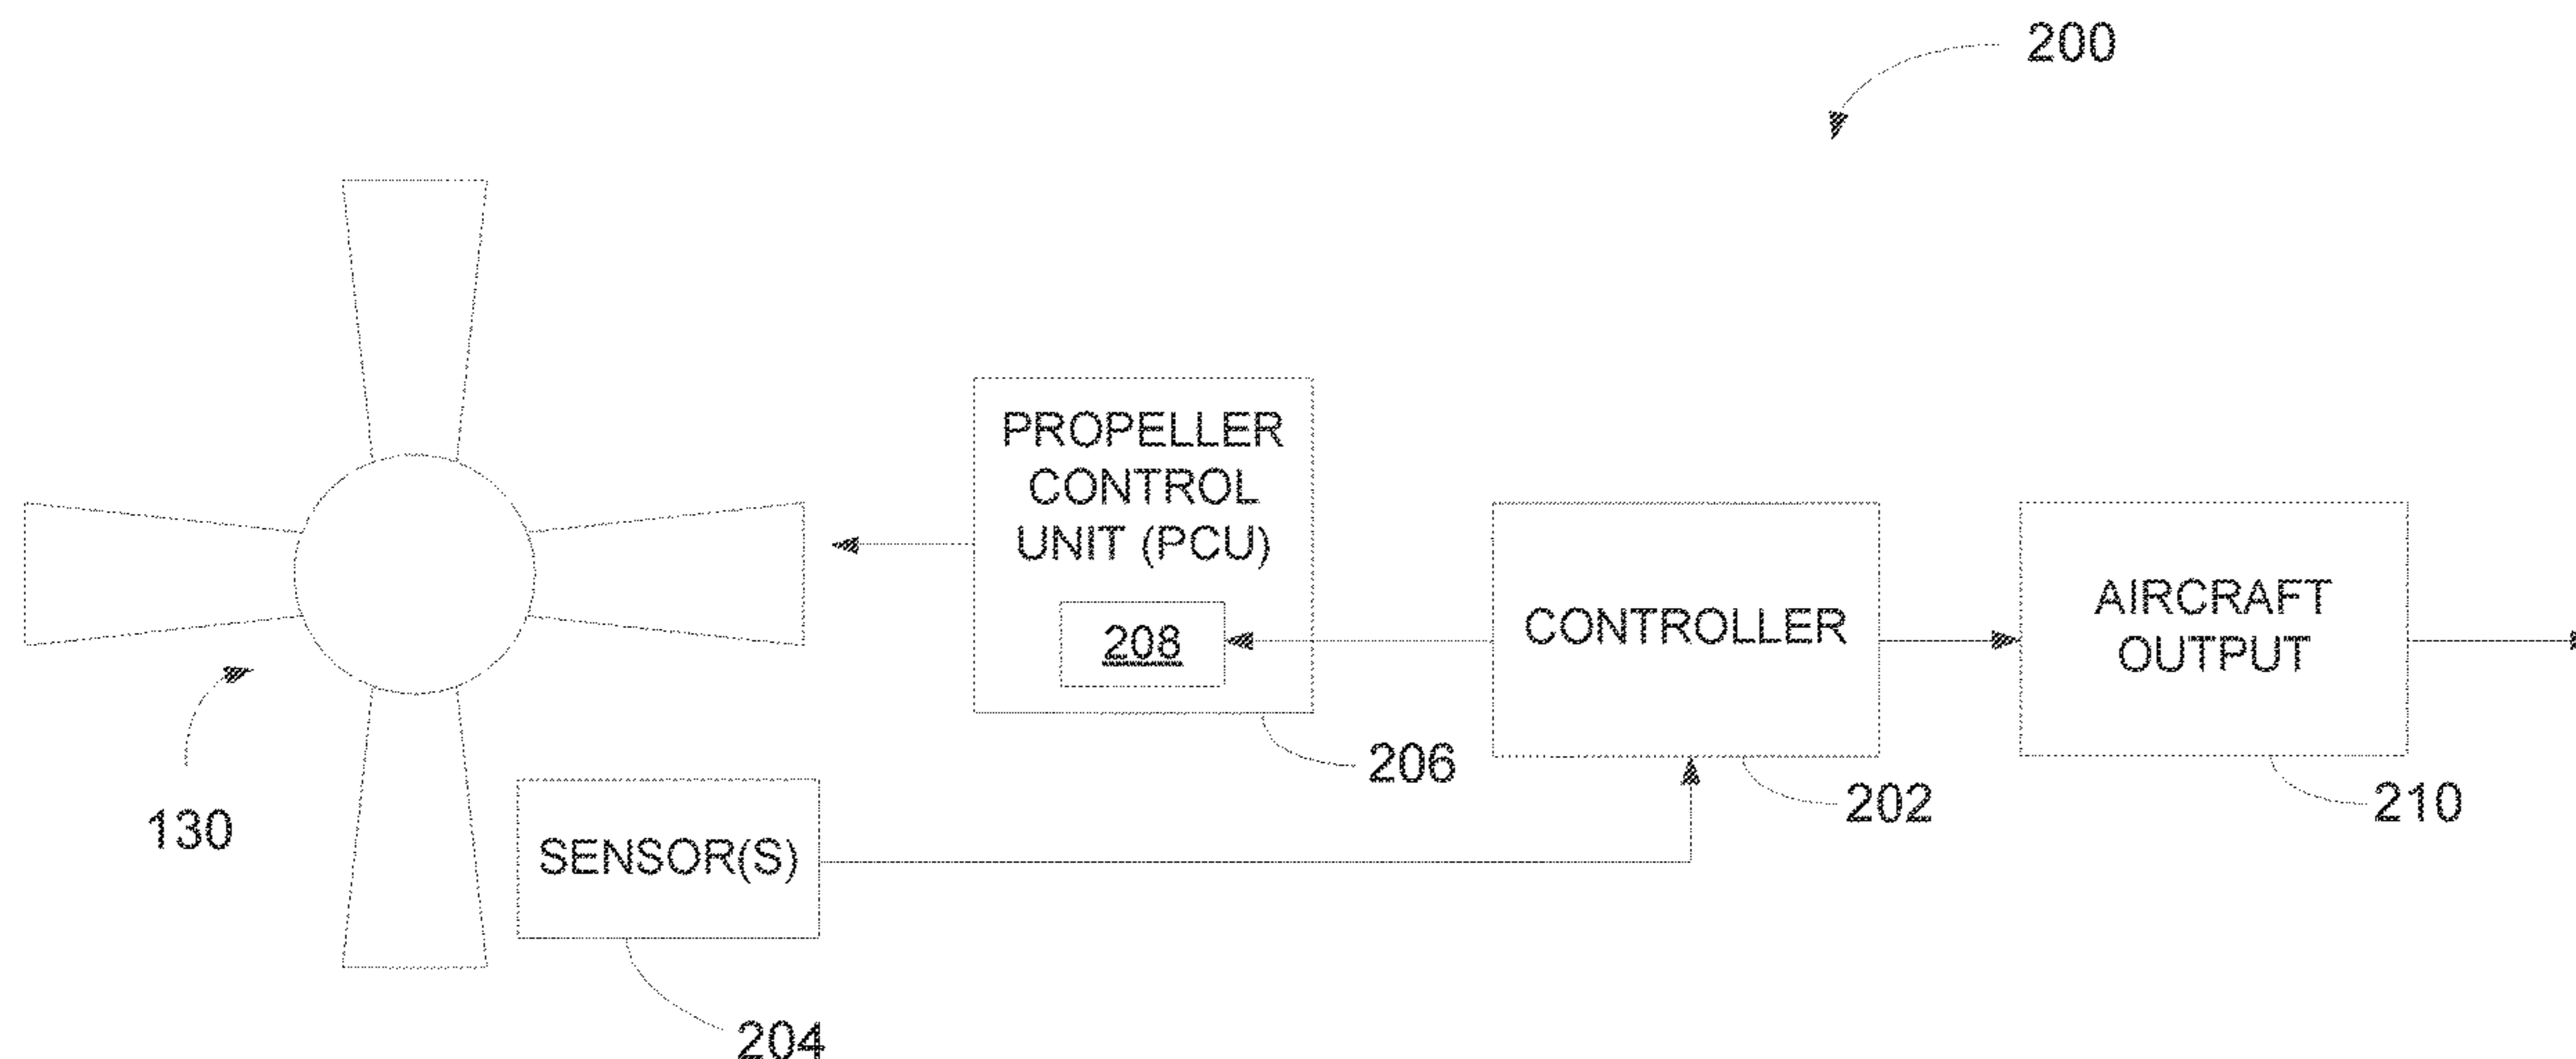 200
PROPELLER
CONTROL
UNIT (PCU)
208
CONTROLLER
AIRCRAFT
OUTPUT
206
202
210
130
SENSOR(S)
204